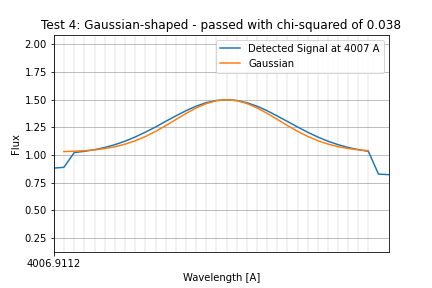 Test 4: Gaussian-shaped - passed with chi-squared of 0.038
Detected Signal at 4007 A
Gaussian
2.00
1.75
1.50
1.25
1.00
0.75
0.50
0.25
Flux
4006.9112
Wavelength [A]